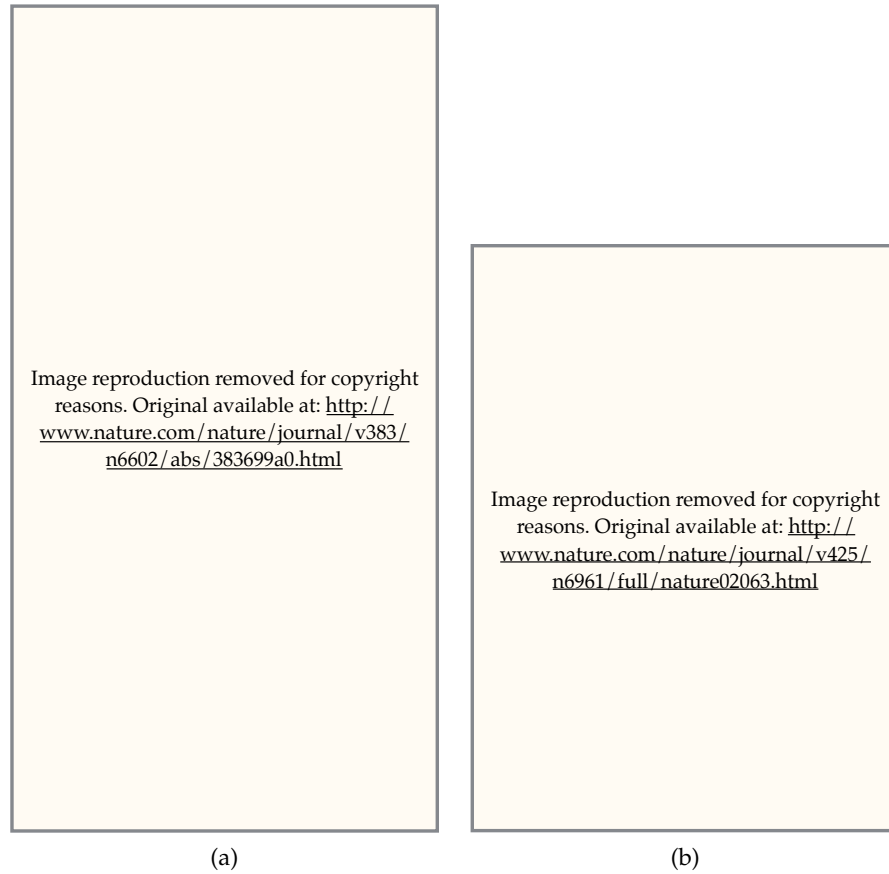 Image reproduction removed for copyright
reasons. Original available at: http://
www.nature.com/nature/journal/v383/
n6602/abs/383699a0.html
Image reproduction removed for copyright
reasons. Original available at: http://
www.nature.com/nature/journal/v425/
n6961/full/nature02063.html
(a)
(b)